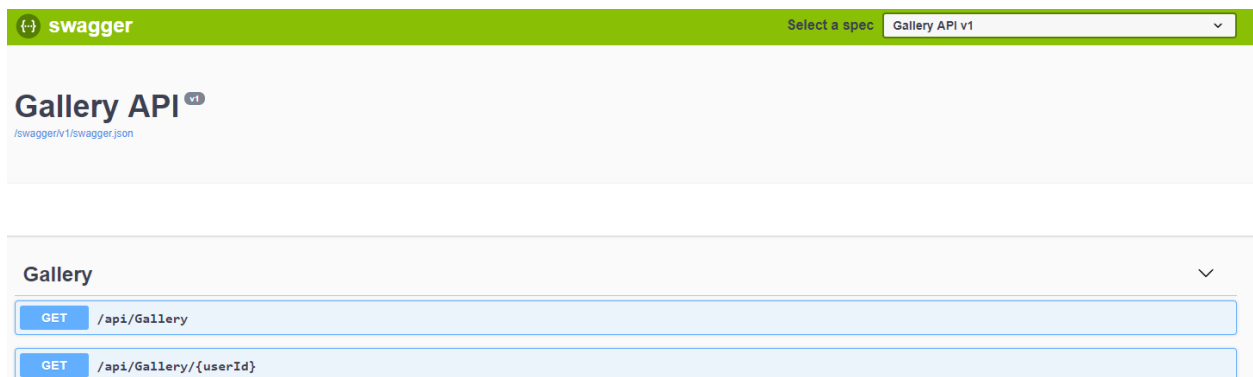 {···} swagger
Select a spec Gallery API v1
Gallery API v1
/swagger/v1/swagger.json
Gallery
GET /api/Gallery
GET /api/Gallery/{userId}